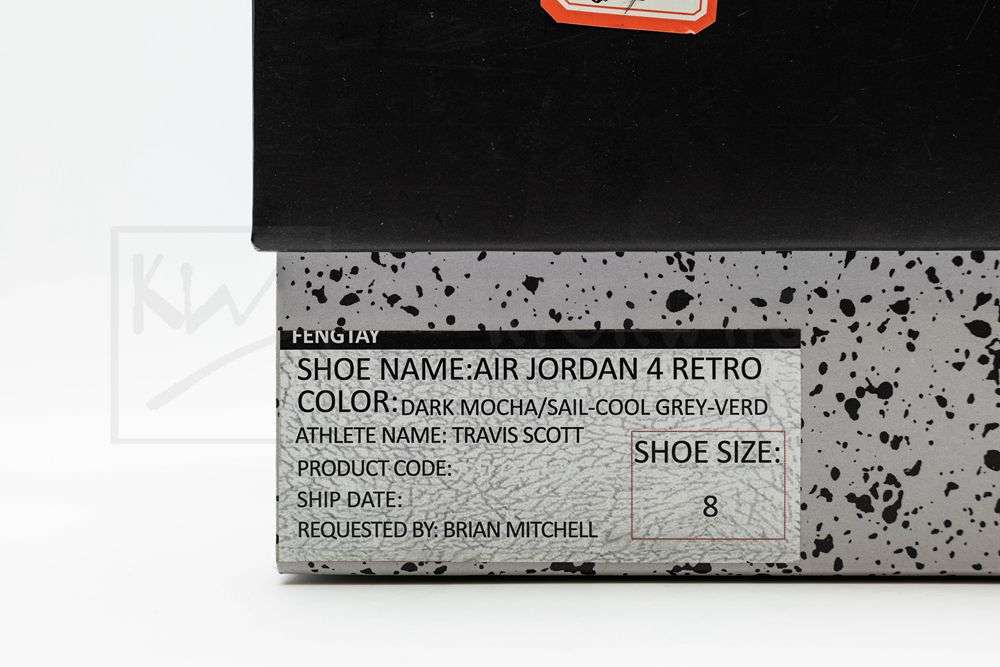 KW
FENGTAY
SHOE NAME:AIR JORDAN 4 RETRO
COLOR:DARK MOCHA/SAIL-COOL GREY-VERD
ATHLETE NAME: TRAVIS SCOTT
PRODUCT CODE:
SHIP DATE:
REQUESTED BY: BRIAN MITCHELL
SHOE SIZE:
8